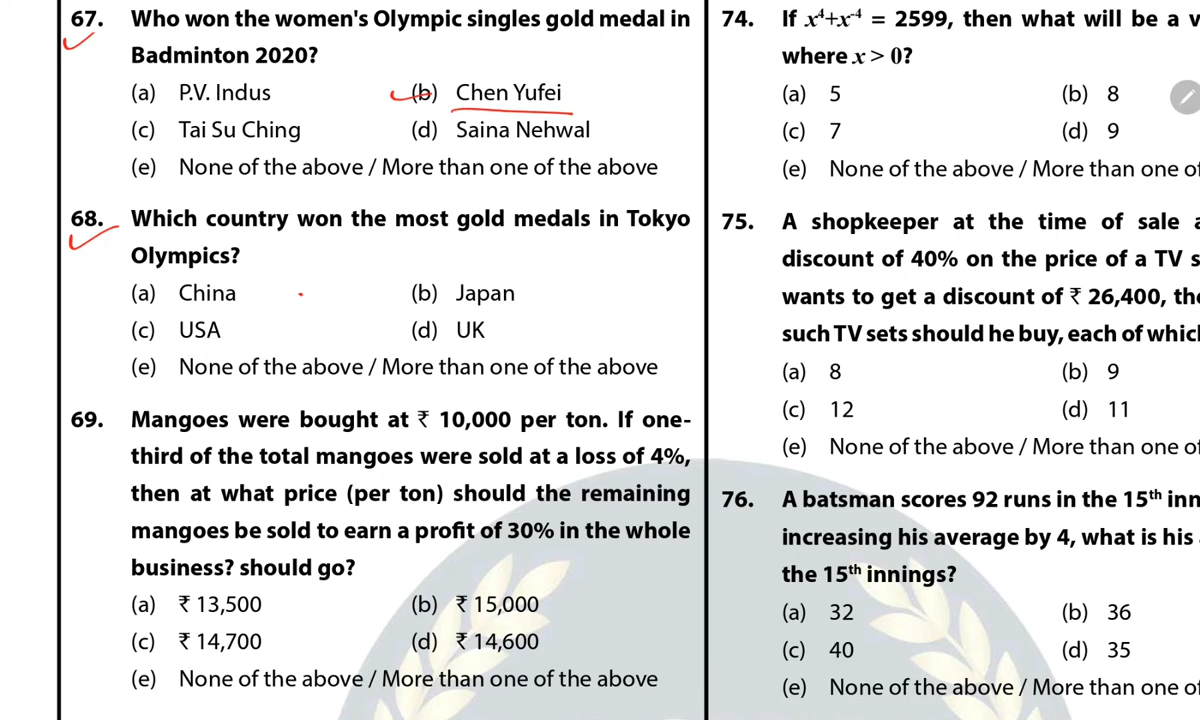 67. Who won the women's Olympic singles gold medal in
Badminton 2020?
(a) P.V. Indus (b) Chen Yufei
(c) Tai Su Ching (d) Saina Nehwal
(e) None of the above / More than one of the above
68. Which country won the most gold medals in Tokyo
Olympics?
(a) China (b) Japan
(c) USA (d) UK
(e) None of the above / More than one of the above
69. Mangoes were bought at ₹ 10,000 per ton. If one-
third of the total mangoes were sold at a loss of 4%,
then at what price (per ton) should the remaining
mangoes be sold to earn a profit of 30% in the whole
business? should go?
(a) ₹ 13,500 (b) ₹ 15,000
(c) ₹ 14,700 (d) ₹ 14,600
(e) None of the above / More than one of the above
74. If x⁴+x⁻⁴ = 2599, then what will be a
where x > 0?
(a) 5 (b) 8
(c) 7 (d) 9
(e) None of the above / More than one
75. A shopkeeper at the time of sale
discount of 40% on the price of a TV
wants to get a discount of ₹ 26,400,
such TV sets should he buy, each of
(a) 8 (b) 9
(c) 12 (d) 11
(e) None of the above / More than one
76. A batsman scores 92 runs in the 15th
increasing his average by 4, what is his
the 15th innings?
(a) 32 (b) 36
(c) 40 (d) 35
(e) None of the above / More than one